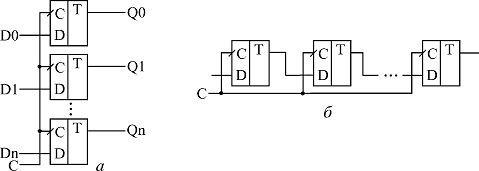 C T Q0
D0 D
C T Q1
D1 D
C T Qn
Dn D
C а
C T C T C T
D D ... D
C
б